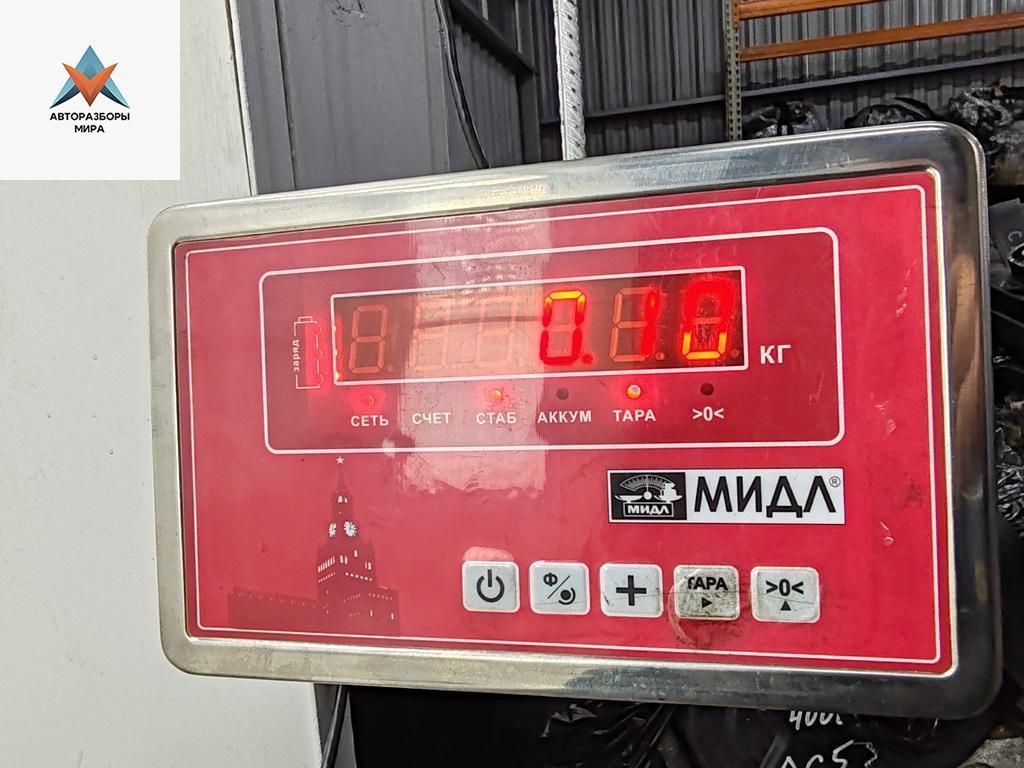 АВТОРАЗБОРЫ
МИРА
заряд
0.10
КГ
СЕТЬ СЧЕТ СТАБ АККУМ ТАРА >0<
МИДЛ МИДЛ®
Ф
ТАРА >0<